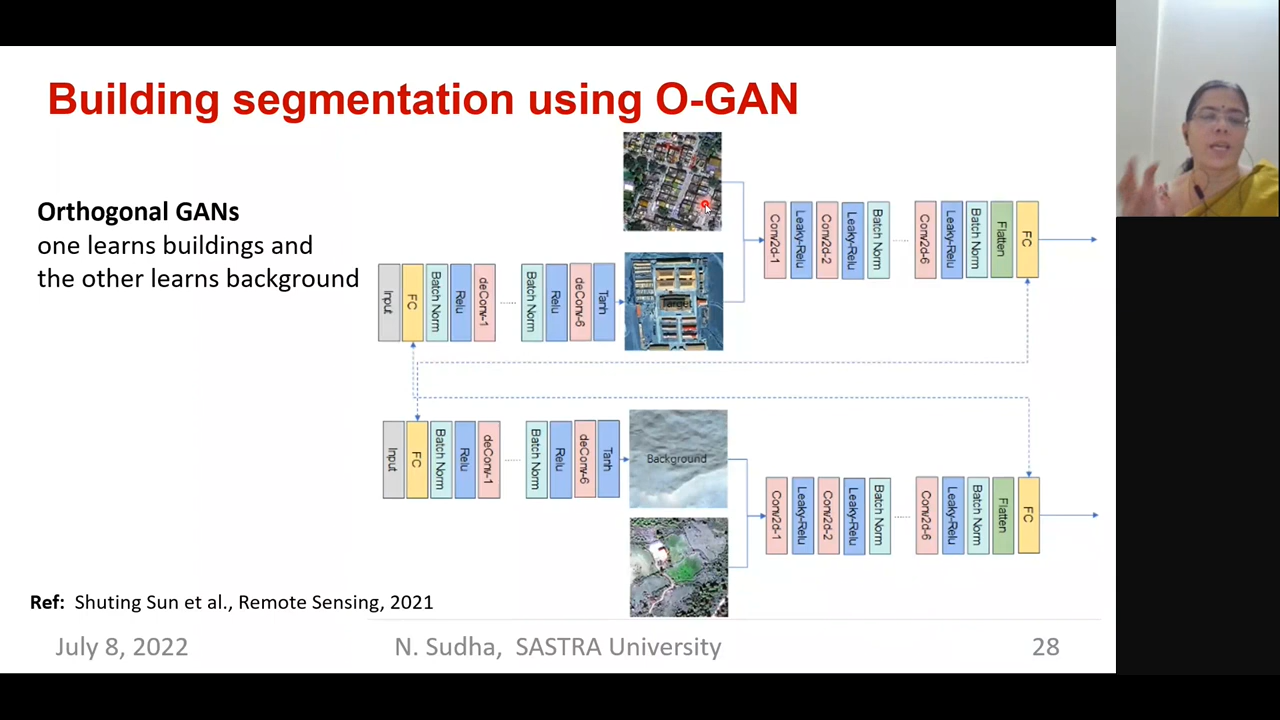 Building segmentation using O-GAN
Orthogonal GANs
one learns buildings and
the other learns background
Input
FC
Batch Norm
Relu
deConv-1
......
Batch Norm
Relu
deConv-6
Tanh
Target
Conv2d-1
Leaky-Relu
Conv2d-2
Leaky-Relu
Batch Norm
......
Conv2d-6
Leaky-Relu
Batch Norm
Flatten
FC
Input
FC
Batch Norm
Relu
deConv-1
......
Batch Norm
Relu
deConv-6
Tanh
Background
Conv2d-1
Leaky-Relu
Conv2d-2
Leaky-Relu
Batch Norm
......
Conv2d-6
Leaky-Relu
Batch Norm
Flatten
FC
Ref: Shuting Sun et al., Remote Sensing, 2021
July 8, 2022
N. Sudha, SASTRA University
28